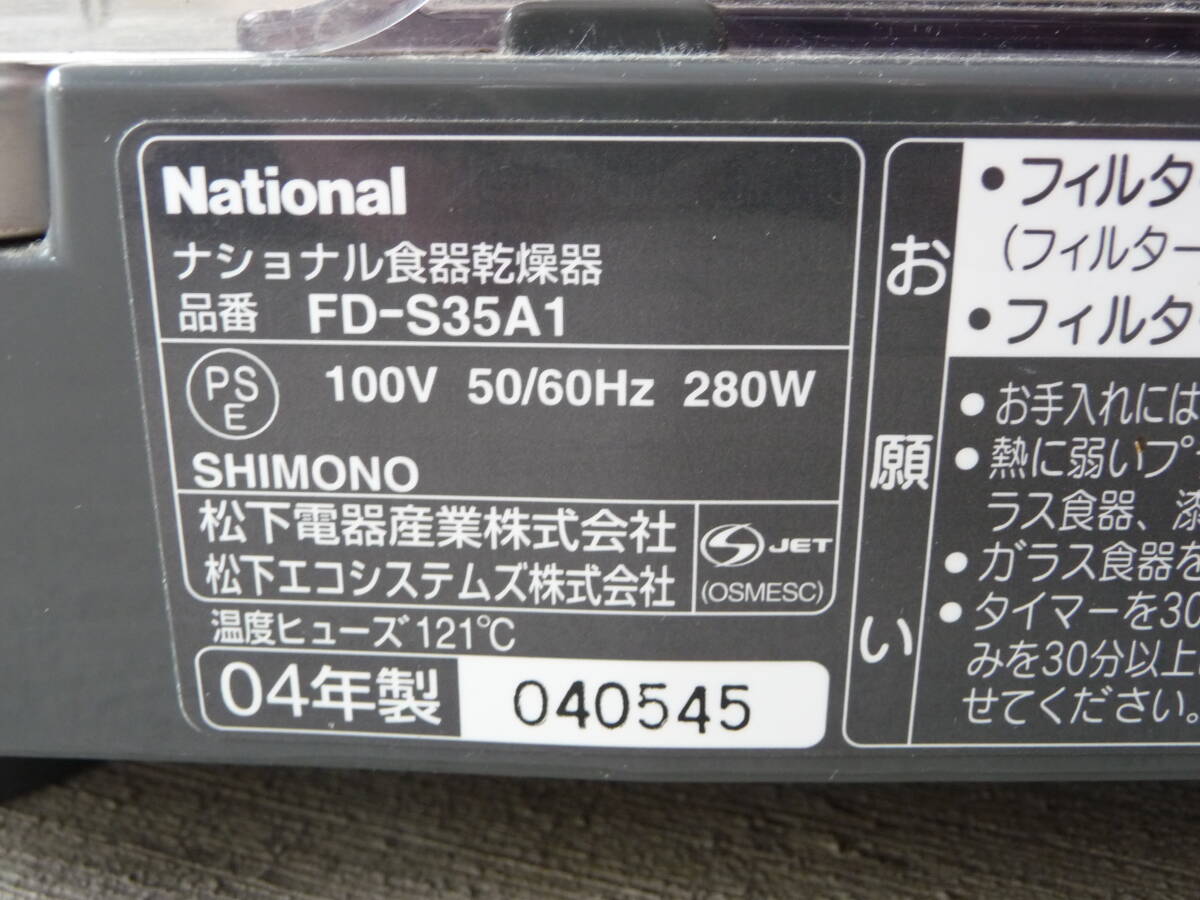 National
ナショナル食器乾燥器
品番 FD-S35A1
PS
E
100V 50/60Hz 280W
SHIMONO
松下電器産業株式会社
松下エコシステムズ株式会社
JET
(OSMESC)
温度ヒューズ121℃
04年製 040545
お願い
•フィルタ
(フィルター
•フィルタ
•お手入れには
•熱に弱いプ
ラス食器、漆
•ガラス食器を
•タイマーを30
みを30分以上
せてください。